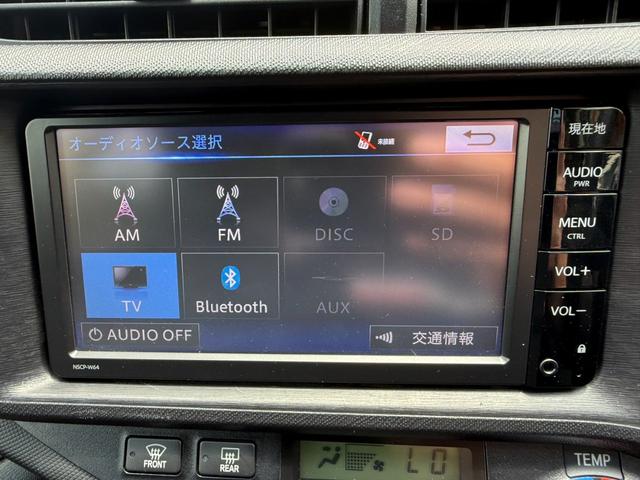 オーディオソース選択
未接続
現在地
AUDIO
PWR
MENU
CTRL
VOL+
VOL−
AM
FM
DISC
SD
TV
Bluetooth
AUX
AUDIO OFF
交通情報
NSCP-W64
FRONT
REAR
LO
TEMP